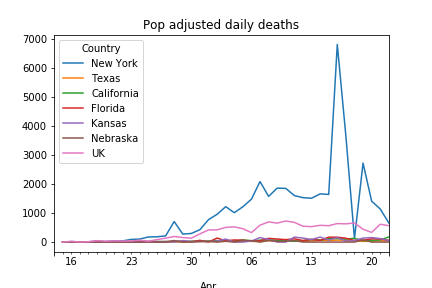 Pop adjusted daily deaths
7000
6000
5000
4000
3000
2000
1000
0
Country
New York
Texas
California
Florida
Kansas
Nebraska
UK
16 23 30 06 13 20
Apr